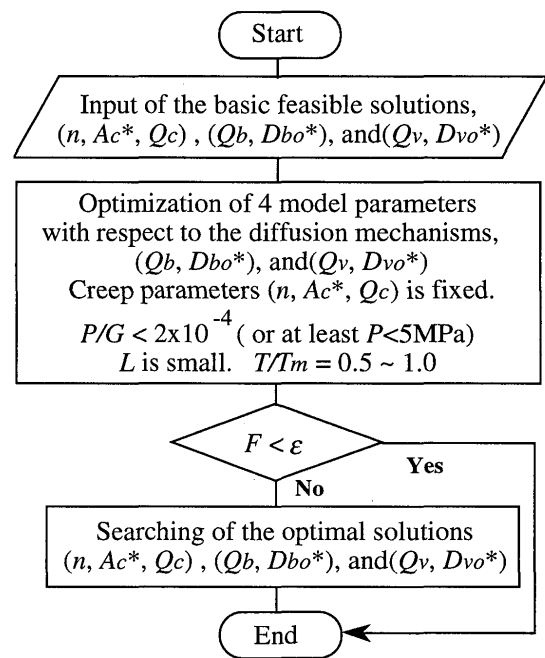 Start
Input of the basic feasible solutions,
(n, Ac*, Qc) , (Qb, Dbo*), and(Qv, Dvo*)
Optimization of 4 model parameters
with respect to the diffusion mechanisms,
(Qb, Dbo*), and(Qv, Dvo*)
Creep parameters (n, Ac*, Qc) is fixed.
P/G < 2x10⁻⁴ ( or at least P<5MPa)
L is small. T/Tm = 0.5 ~ 1.0
F < ε
Yes
No
Searching of the optimal solutions
(n, Ac*, Qc) , (Qb, Dbo*), and(Qv, Dvo*)
End